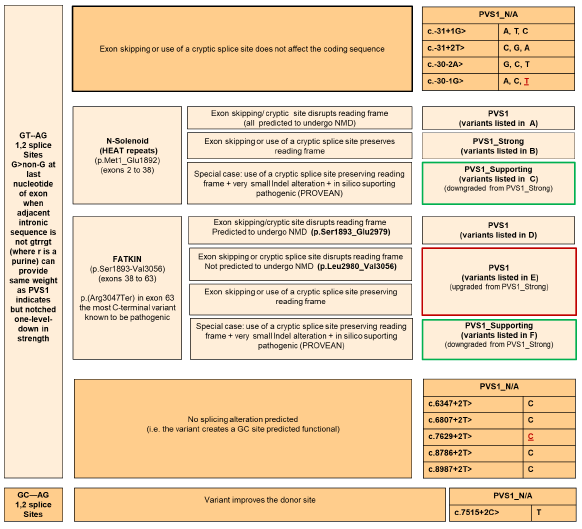 GT--AG
1,2 splice
Sites
G>non-G at
last
nucleotide
of exon
when
adjacent
intronic
sequence is
not gtrrgt
(where r is a
purine) can
provide
same weight
as PVS1
indicates
but notched
one-level-
down in
strength
Exon skipping or use of a cryptic splice site does not affect the coding sequence
PVS1_N/A
c.-31+1G> A, T, C
c.-31+2T> C, G, A
c.-30-2A> G, C, T
c.-30-1G> A, C, T
N-Solenoid
(HEAT repeats)
(p.Met1_Glu1892)
(exons 2 to 38)
Exon skipping/ cryptic site disrupts reading frame
(all predicted to undergo NMD)
PVS1
(variants listed in A)
Exon skipping or use of a cryptic splice site preserves
reading frame
PVS1_Strong
(variants listed in B)
Special case: use of a cryptic splice site preserving reading
frame + very small Indel alteration + in silico suporting
pathogenic (PROVEAN)
PVS1_Supporting
(variants listed in C)
(downgraded from PVS1_Strong)
FATKIN
(p.Ser1893-Val3056)
(exons 38 to 63)
p.(Arg3047Ter) in exon 63
the most C-terminal variant
known to be pathogenic
Exon skipping/cryptic site disrupts reading frame
Predicted to undergo NMD (p.Ser1893_Glu2979)
PVS1
(variants listed in D)
Exon skipping or cryptic splice site disrupts reading frame
Not predicted to undergo NMD (p.Leu2980_Val3056)
Exon skipping or use of a cryptic splice site preserving
reading frame
PVS1
(variants listed in E)
(upgraded from PVS1_Strong)
Special case: use of a cryptic splice site preserving reading
frame + very small Indel alteration + in silico suporting
pathogenic (PROVEAN)
PVS1_Supporting
(variants listed in F)
(downgraded from PVS1_Strong)
No splicing alteration predicted
(i.e. the variant creates a GC site predicted functional)
PVS1_N/A
c.6347+2T> C
c.6807+2T> C
c.7629+2T> C
c.8786+2T> C
c.8987+2T> C
GC—AG
1,2 splice
Sites
Variant improves the donor site
PVS1_N/A
c.7515+2C> T